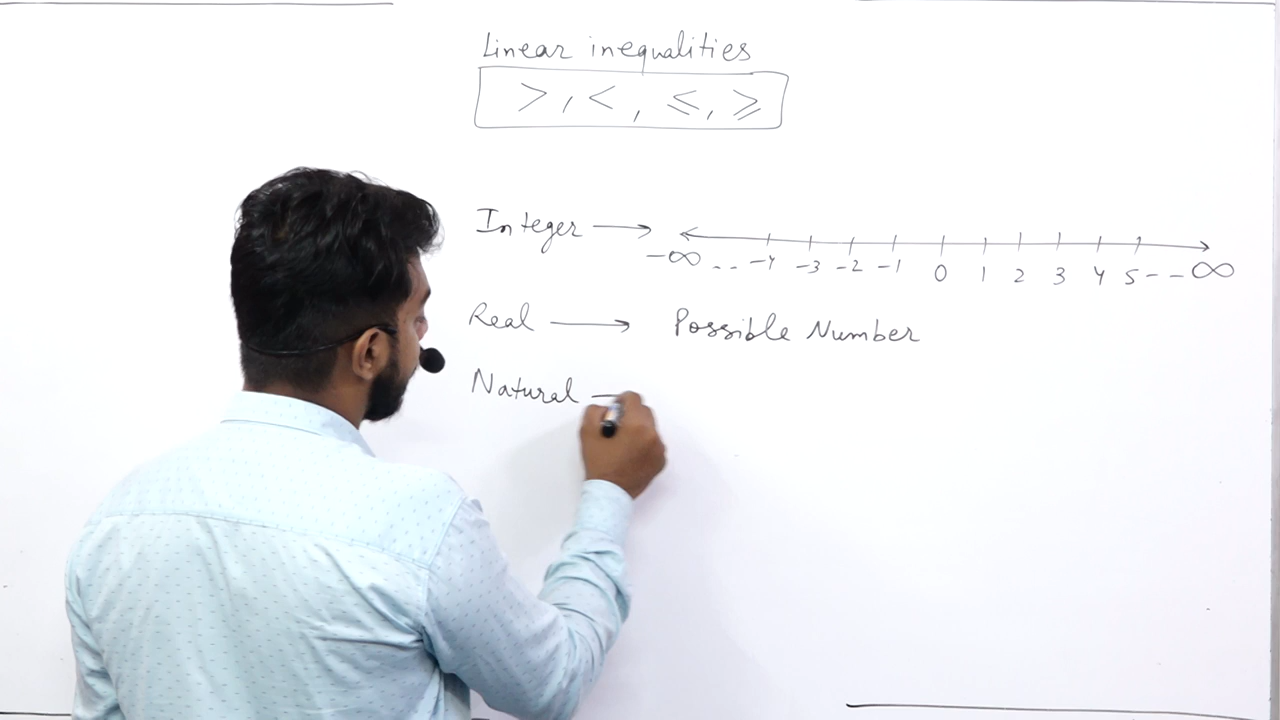 Linear inequalities
>, <, ≤, ≥
Integer →
-∞ -- -4 -3 -2 -1 0 1 2 3 4 5 -- ∞
Real → Possible Number
Natural —